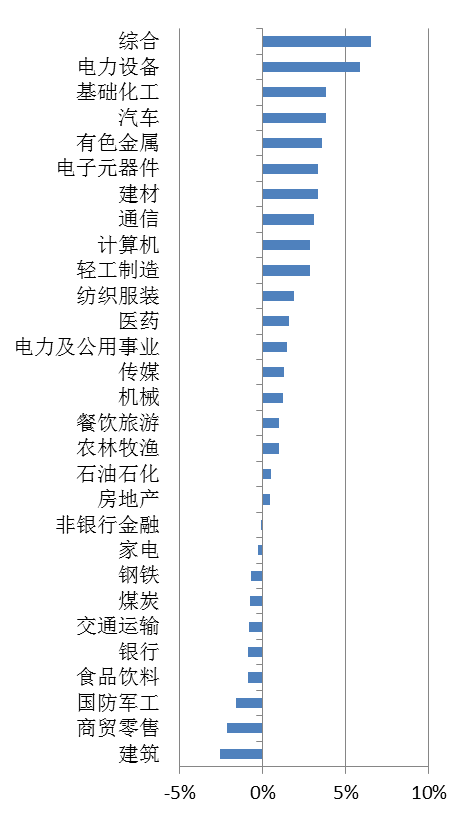 综合
电力设备
基础化工
汽车
有色金属
电子元器件
建材
通信
计算机
轻工制造
纺织服装
医药
电力及公用事业
传媒
机械
餐饮旅游
农林牧渔
石油石化
房地产
非银行金融
家电
钢铁
煤炭
交通运输
银行
食品饮料
国防军工
商贸零售
建筑
-5% 0% 5% 10%